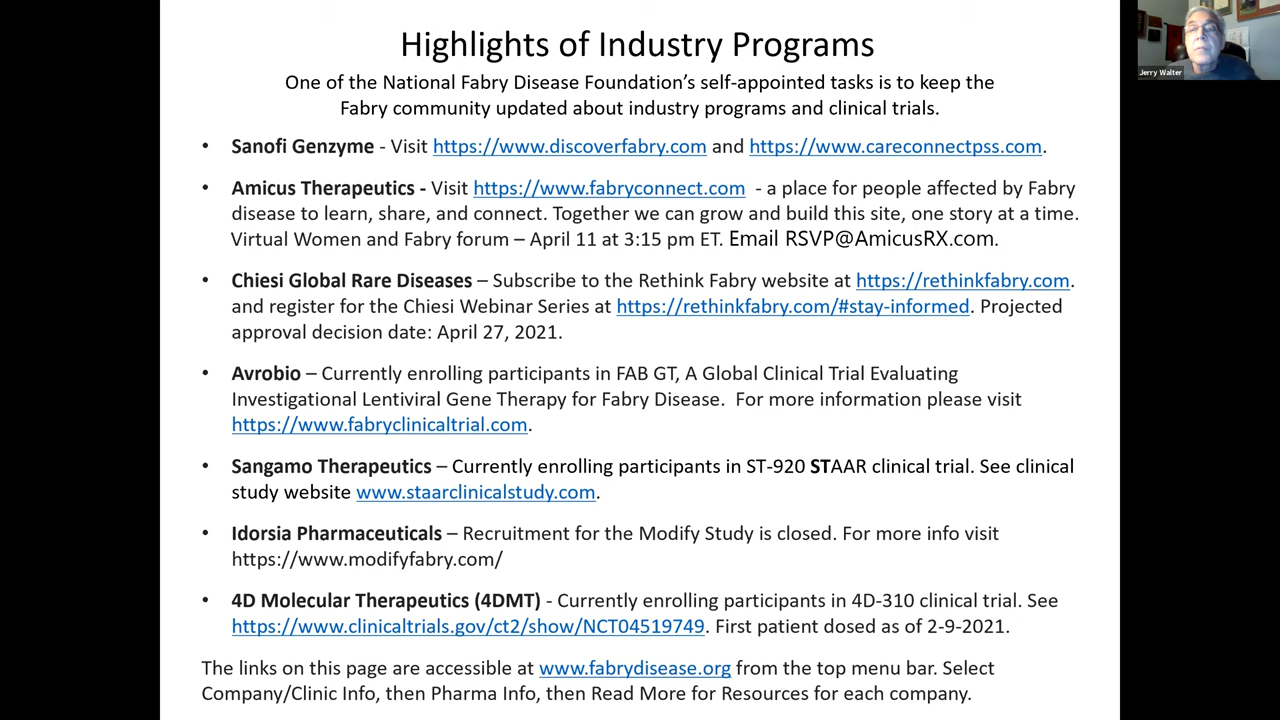 Highlights of Industry Programs
One of the National Fabry Disease Foundation's self-appointed tasks is to keep the
Fabry community updated about industry programs and clinical trials.
• Sanofi Genzyme - Visit https://www.discoverfabry.com and https://www.careconnectpss.com.
• Amicus Therapeutics - Visit https://www.fabryconnect.com - a place for people affected by Fabry
disease to learn, share, and connect. Together we can grow and build this site, one story at a time.
Virtual Women and Fabry forum – April 11 at 3:15 pm ET. Email RSVP@AmicusRX.com.
• Chiesi Global Rare Diseases – Subscribe to the Rethink Fabry website at https://rethinkfabry.com.
and register for the Chiesi Webinar Series at https://rethinkfabry.com/#stay-informed. Projected
approval decision date: April 27, 2021.
• Avrobio – Currently enrolling participants in FAB GT, A Global Clinical Trial Evaluating
Investigational Lentiviral Gene Therapy for Fabry Disease. For more information please visit
https://www.fabryclinicaltrial.com.
• Sangamo Therapeutics – Currently enrolling participants in ST-920 STAAR clinical trial. See clinical
study website www.staarclinicalstudy.com.
• Idorsia Pharmaceuticals – Recruitment for the Modify Study is closed. For more info visit
https://www.modifyfabry.com/
• 4D Molecular Therapeutics (4DMT) - Currently enrolling participants in 4D-310 clinical trial. See
https://www.clinicaltrials.gov/ct2/show/NCT04519749. First patient dosed as of 2-9-2021.
The links on this page are accessible at www.fabrydisease.org from the top menu bar. Select
Company/Clinic Info, then Pharma Info, then Read More for Resources for each company.
Jerry Walter